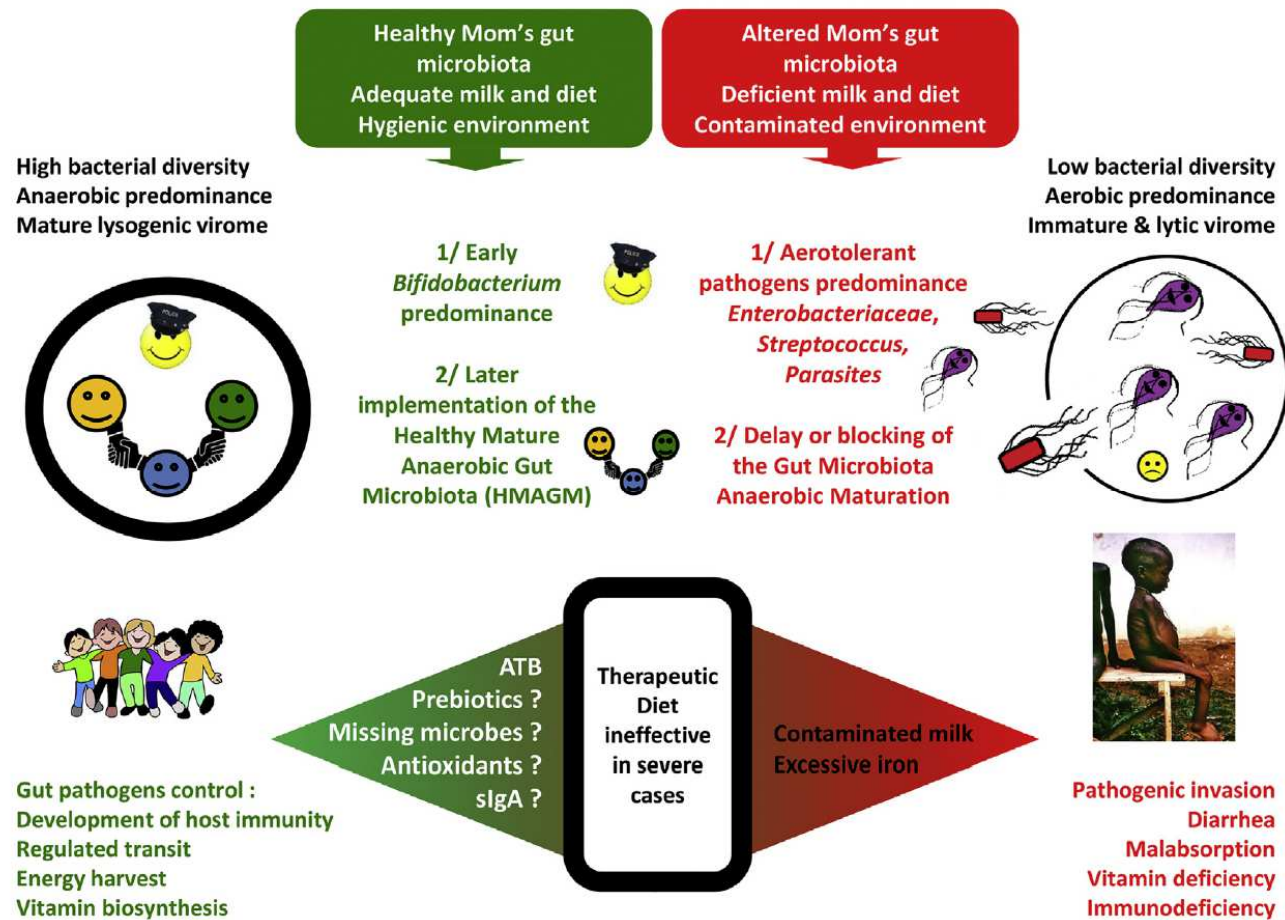 Healthy Mom's gut
microbiota
Adequate milk and diet
Hygienic environment
Altered Mom's gut
microbiota
Deficient milk and diet
Contaminated environment
High bacterial diversity
Anaerobic predominance
Mature lysogenic virome
Low bacterial diversity
Aerobic predominance
Immature & lytic virome
POLICE
1/ Early
Bifidobacterium
predominance
POLICE
2/ Later
implementation of the
Healthy Mature
Anaerobic Gut
Microbiota (HMAGM)
1/ Aerotolerant
pathogens predominance
Enterobacteriaceae,
Streptococcus,
Parasites
2/ Delay or blocking of
the Gut Microbiota
Anaerobic Maturation
ATB
Prebiotics ?
Missing microbes ?
Antioxidants ?
sIgA ?
Therapeutic
Diet
ineffective
in severe
cases
Contaminated milk
Excessive iron
Gut pathogens control :
Development of host immunity
Regulated transit
Energy harvest
Vitamin biosynthesis
Pathogenic invasion
Diarrhea
Malabsorption
Vitamin deficiency
Immunodeficiency